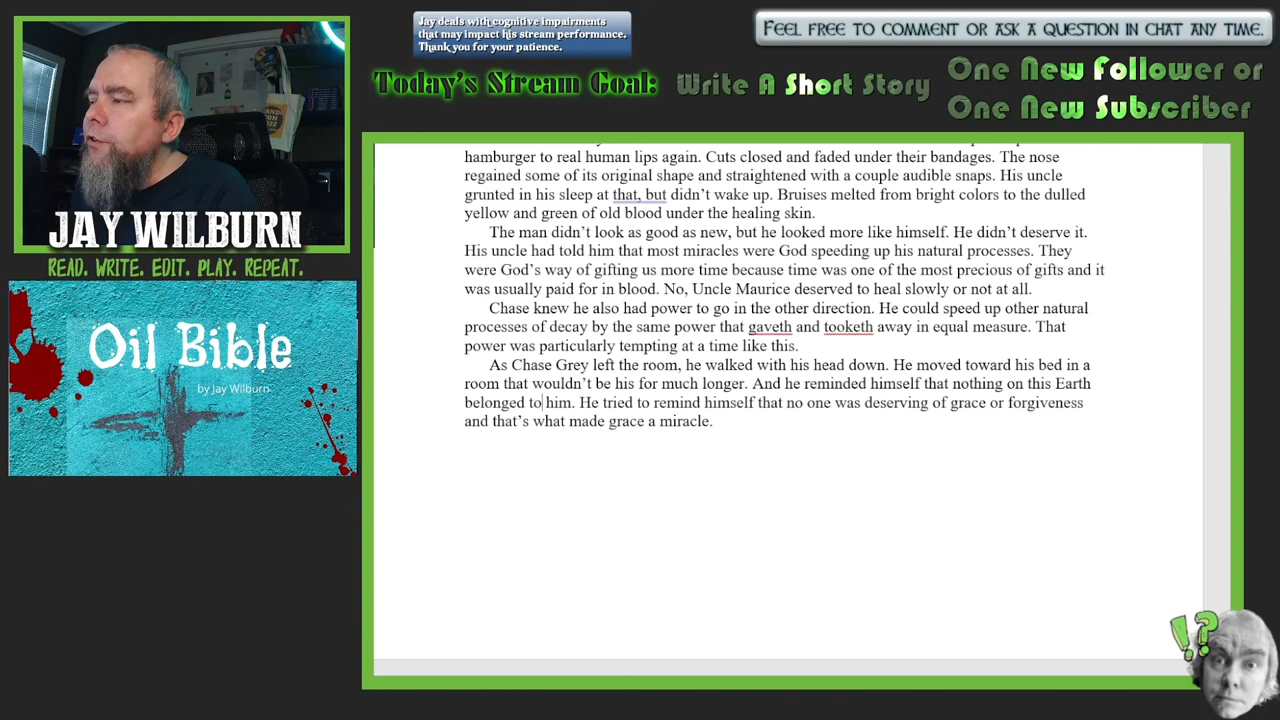 Jay deals with cognitive impairments
that may impact his stream performance.
Thank you for your patience.
FEEL FREE TO COMMENT OR ASK A QUESTION IN CHAT ANY TIME.
Today's Stream Goal:
Write A Short Story
One New Follower or
One New Subscriber
JAY WILBURN
READ. WRITE. EDIT. PLAY. REPEAT.
Oil Bible
by Jay Wilburn
hamburger to real human lips again. Cuts closed and faded under their bandages. The nose
regained some of its original shape and straightened with a couple audible snaps. His uncle
grunted in his sleep at that, but didn't wake up. Bruises melted from bright colors to the dulled
yellow and green of old blood under the healing skin.
The man didn't look as good as new, but he looked more like himself. He didn't deserve it.
His uncle had told him that most miracles were God speeding up his natural processes. They
were God's way of gifting us more time because time was one of the most precious of gifts and it
was usually paid for in blood. No, Uncle Maurice deserved to heal slowly or not at all.
Chase knew he also had power to go in the other direction. He could speed up other natural
processes of decay by the same power that gaveth and tooketh away in equal measure. That
power was particularly tempting at a time like this.
As Chase Grey left the room, he walked with his head down. He moved toward his bed in a
room that wouldn't be his for much longer. And he reminded himself that nothing on this Earth
belonged to him. He tried to remind himself that no one was deserving of grace or forgiveness
and that's what made grace a miracle.
!?